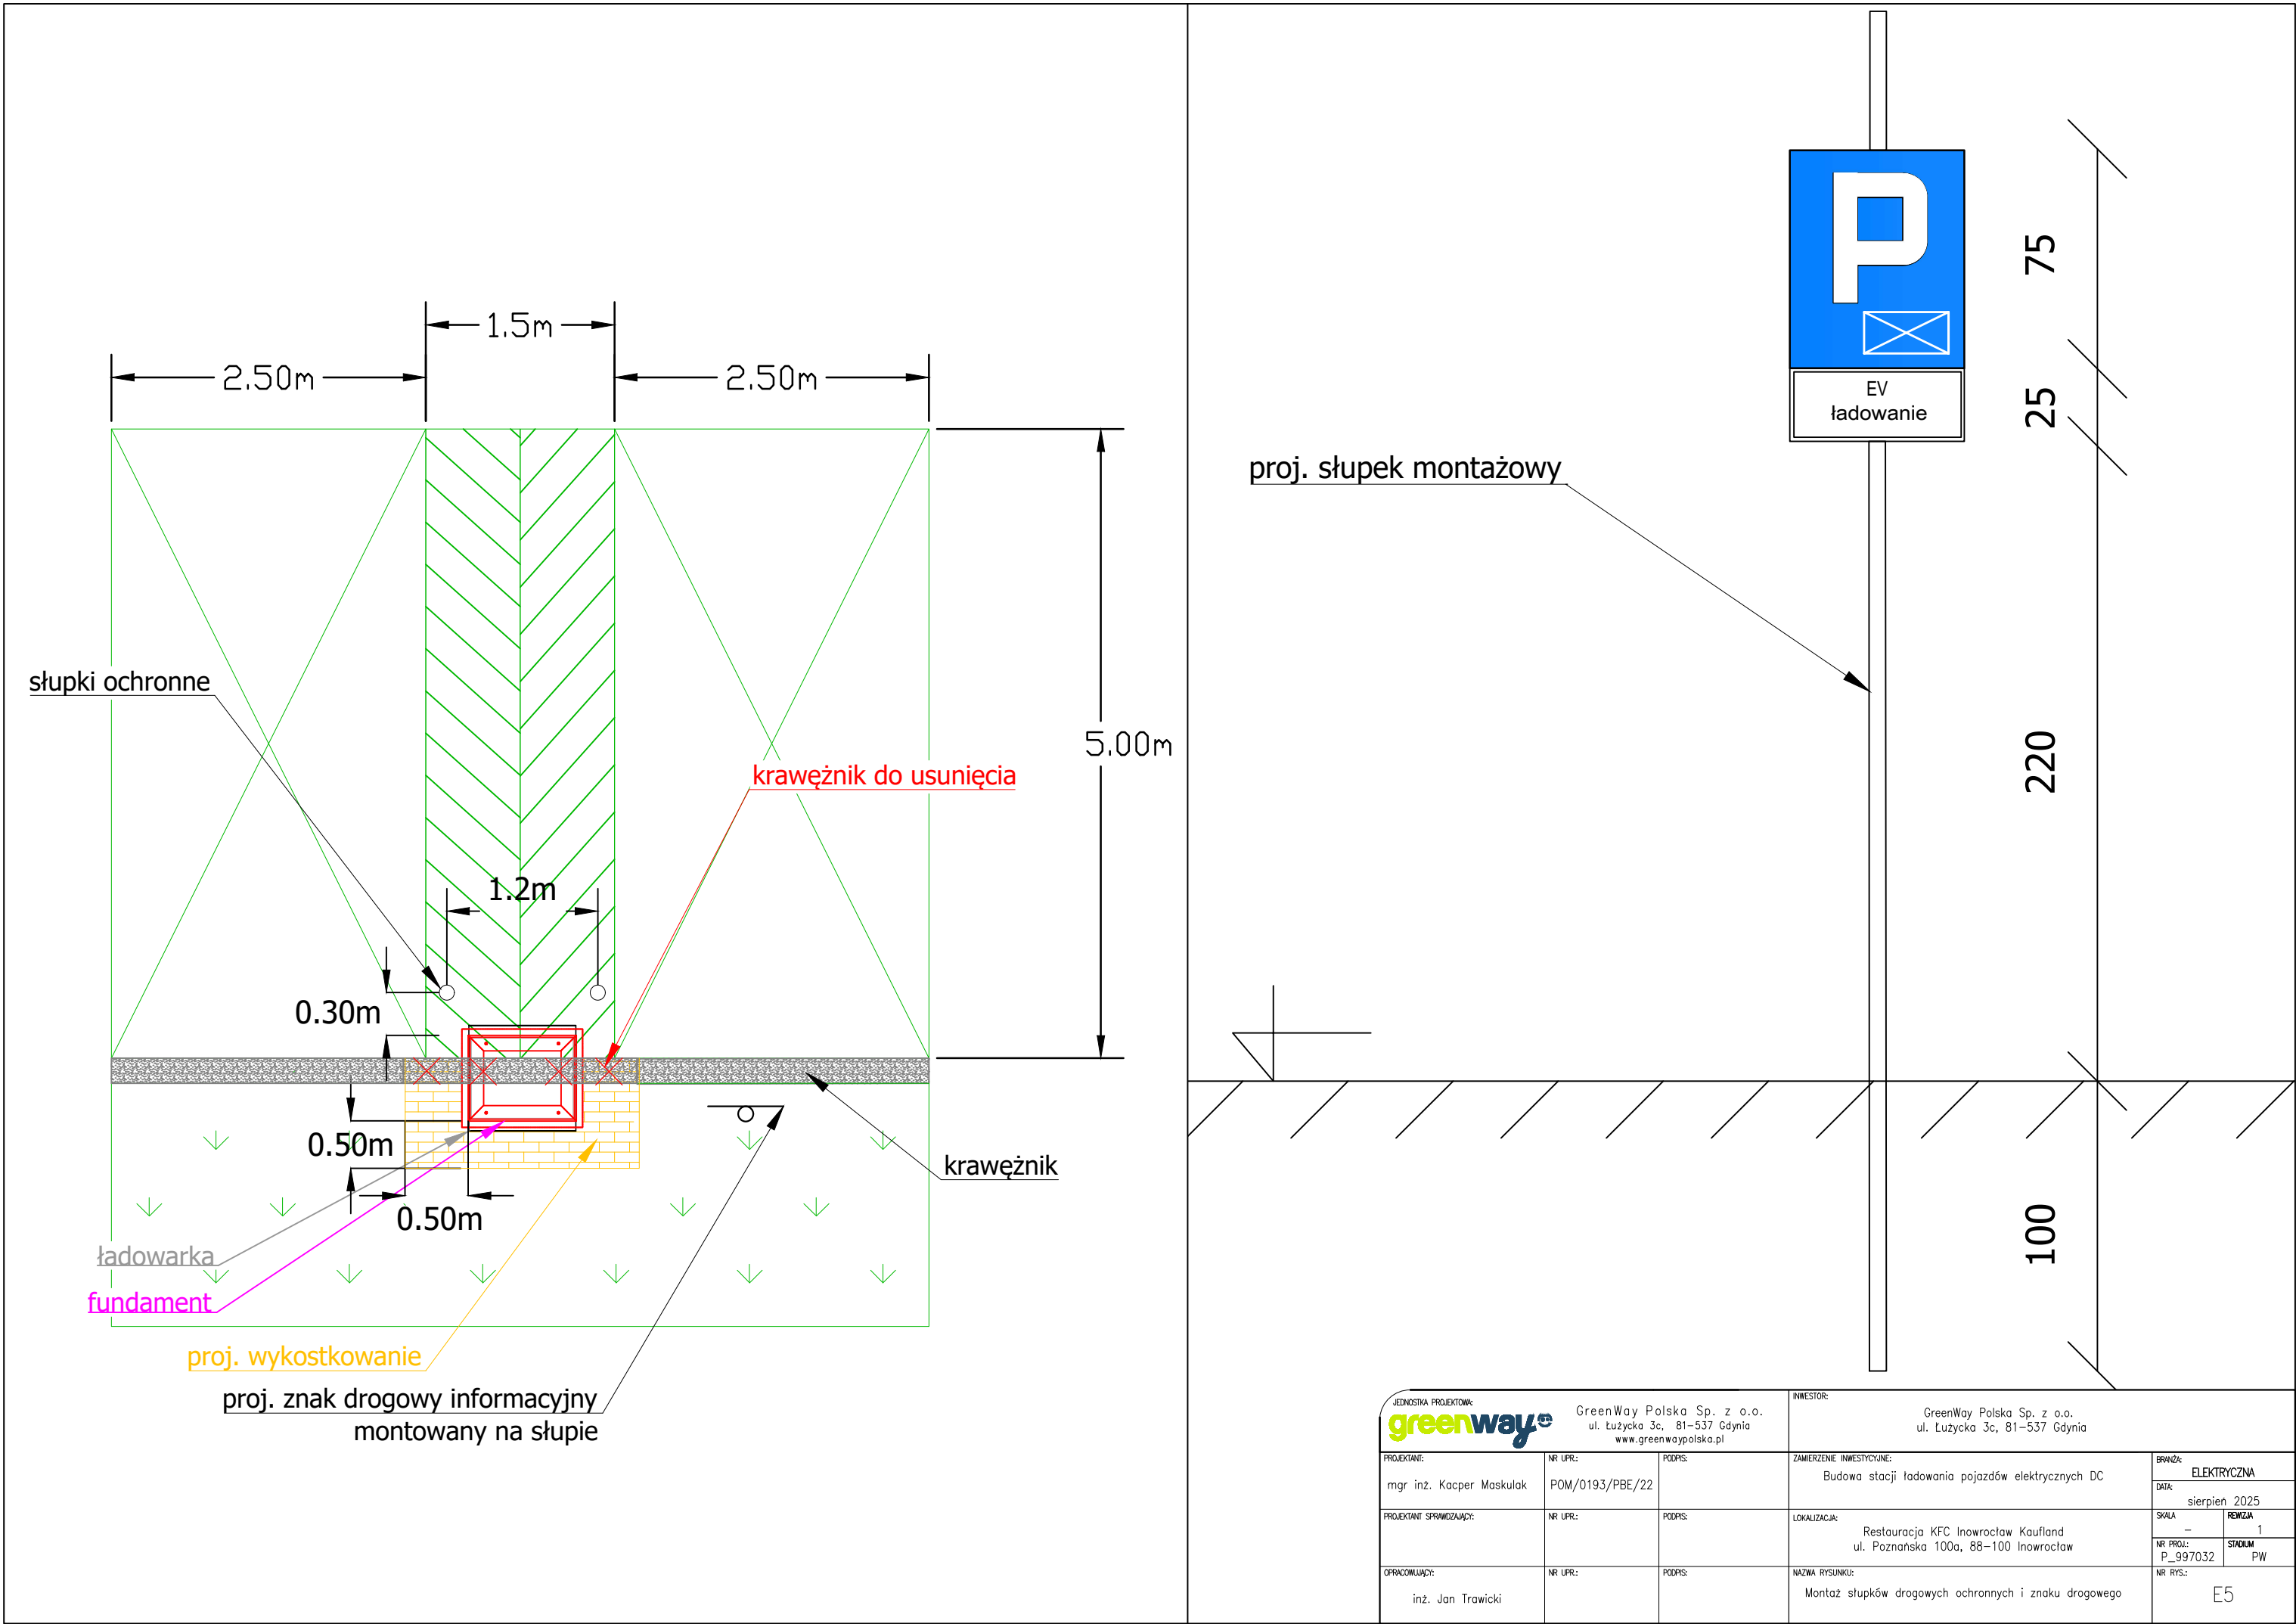 1.5m
2.50m
2.50m
słupki ochronne
krawężnik do usunięcia
5.00m
1.2m
0.30m
0.50m
0.50m
krawężnik
ładowarka
fundament
proj. wykostkowanie
proj. znak drogowy informacyjny
montowany na słupie
P
EV
ładowanie
proj. słupek montażowy
75
25
220
100
JEDNOSTKA PROJEKTOWA:
greenway
GreenWay Polska Sp. z o.o.
ul. Łużycka 3c, 81-537 Gdynia
www.greenwaypolska.pl
INWESTOR:
GreenWay Polska Sp. z o.o.
ul. Łużycka 3c, 81-537 Gdynia
PROJEKTANT:
mgr inż. Kacper Maskulak
NR UPR.:
POM/0193/PBE/22
PODPIS:
ZAMIERZENIE INWESTYCYJNE:
Budowa stacji ładowania pojazdów elektrycznych DC
BRANŻA:
ELEKTRYCZNA
DATA:
sierpień 2025
PROJEKTANT SPRAWDZAJĄCY:
NR UPR.:
PODPIS:
LOKALIZACJA:
Restauracja KFC Inowrocław Kaufland
ul. Poznańska 100a, 88-100 Inowrocław
SKALA
-
REWIZJA
1
NR PROJ.:
P_997032
STADIUM
PW
OPRACOWUJĄCY:
inż. Jan Trawicki
NR UPR.:
PODPIS:
NAZWA RYSUNKU:
Montaż słupków drogowych ochronnych i znaku drogowego
NR RYS.:
E5